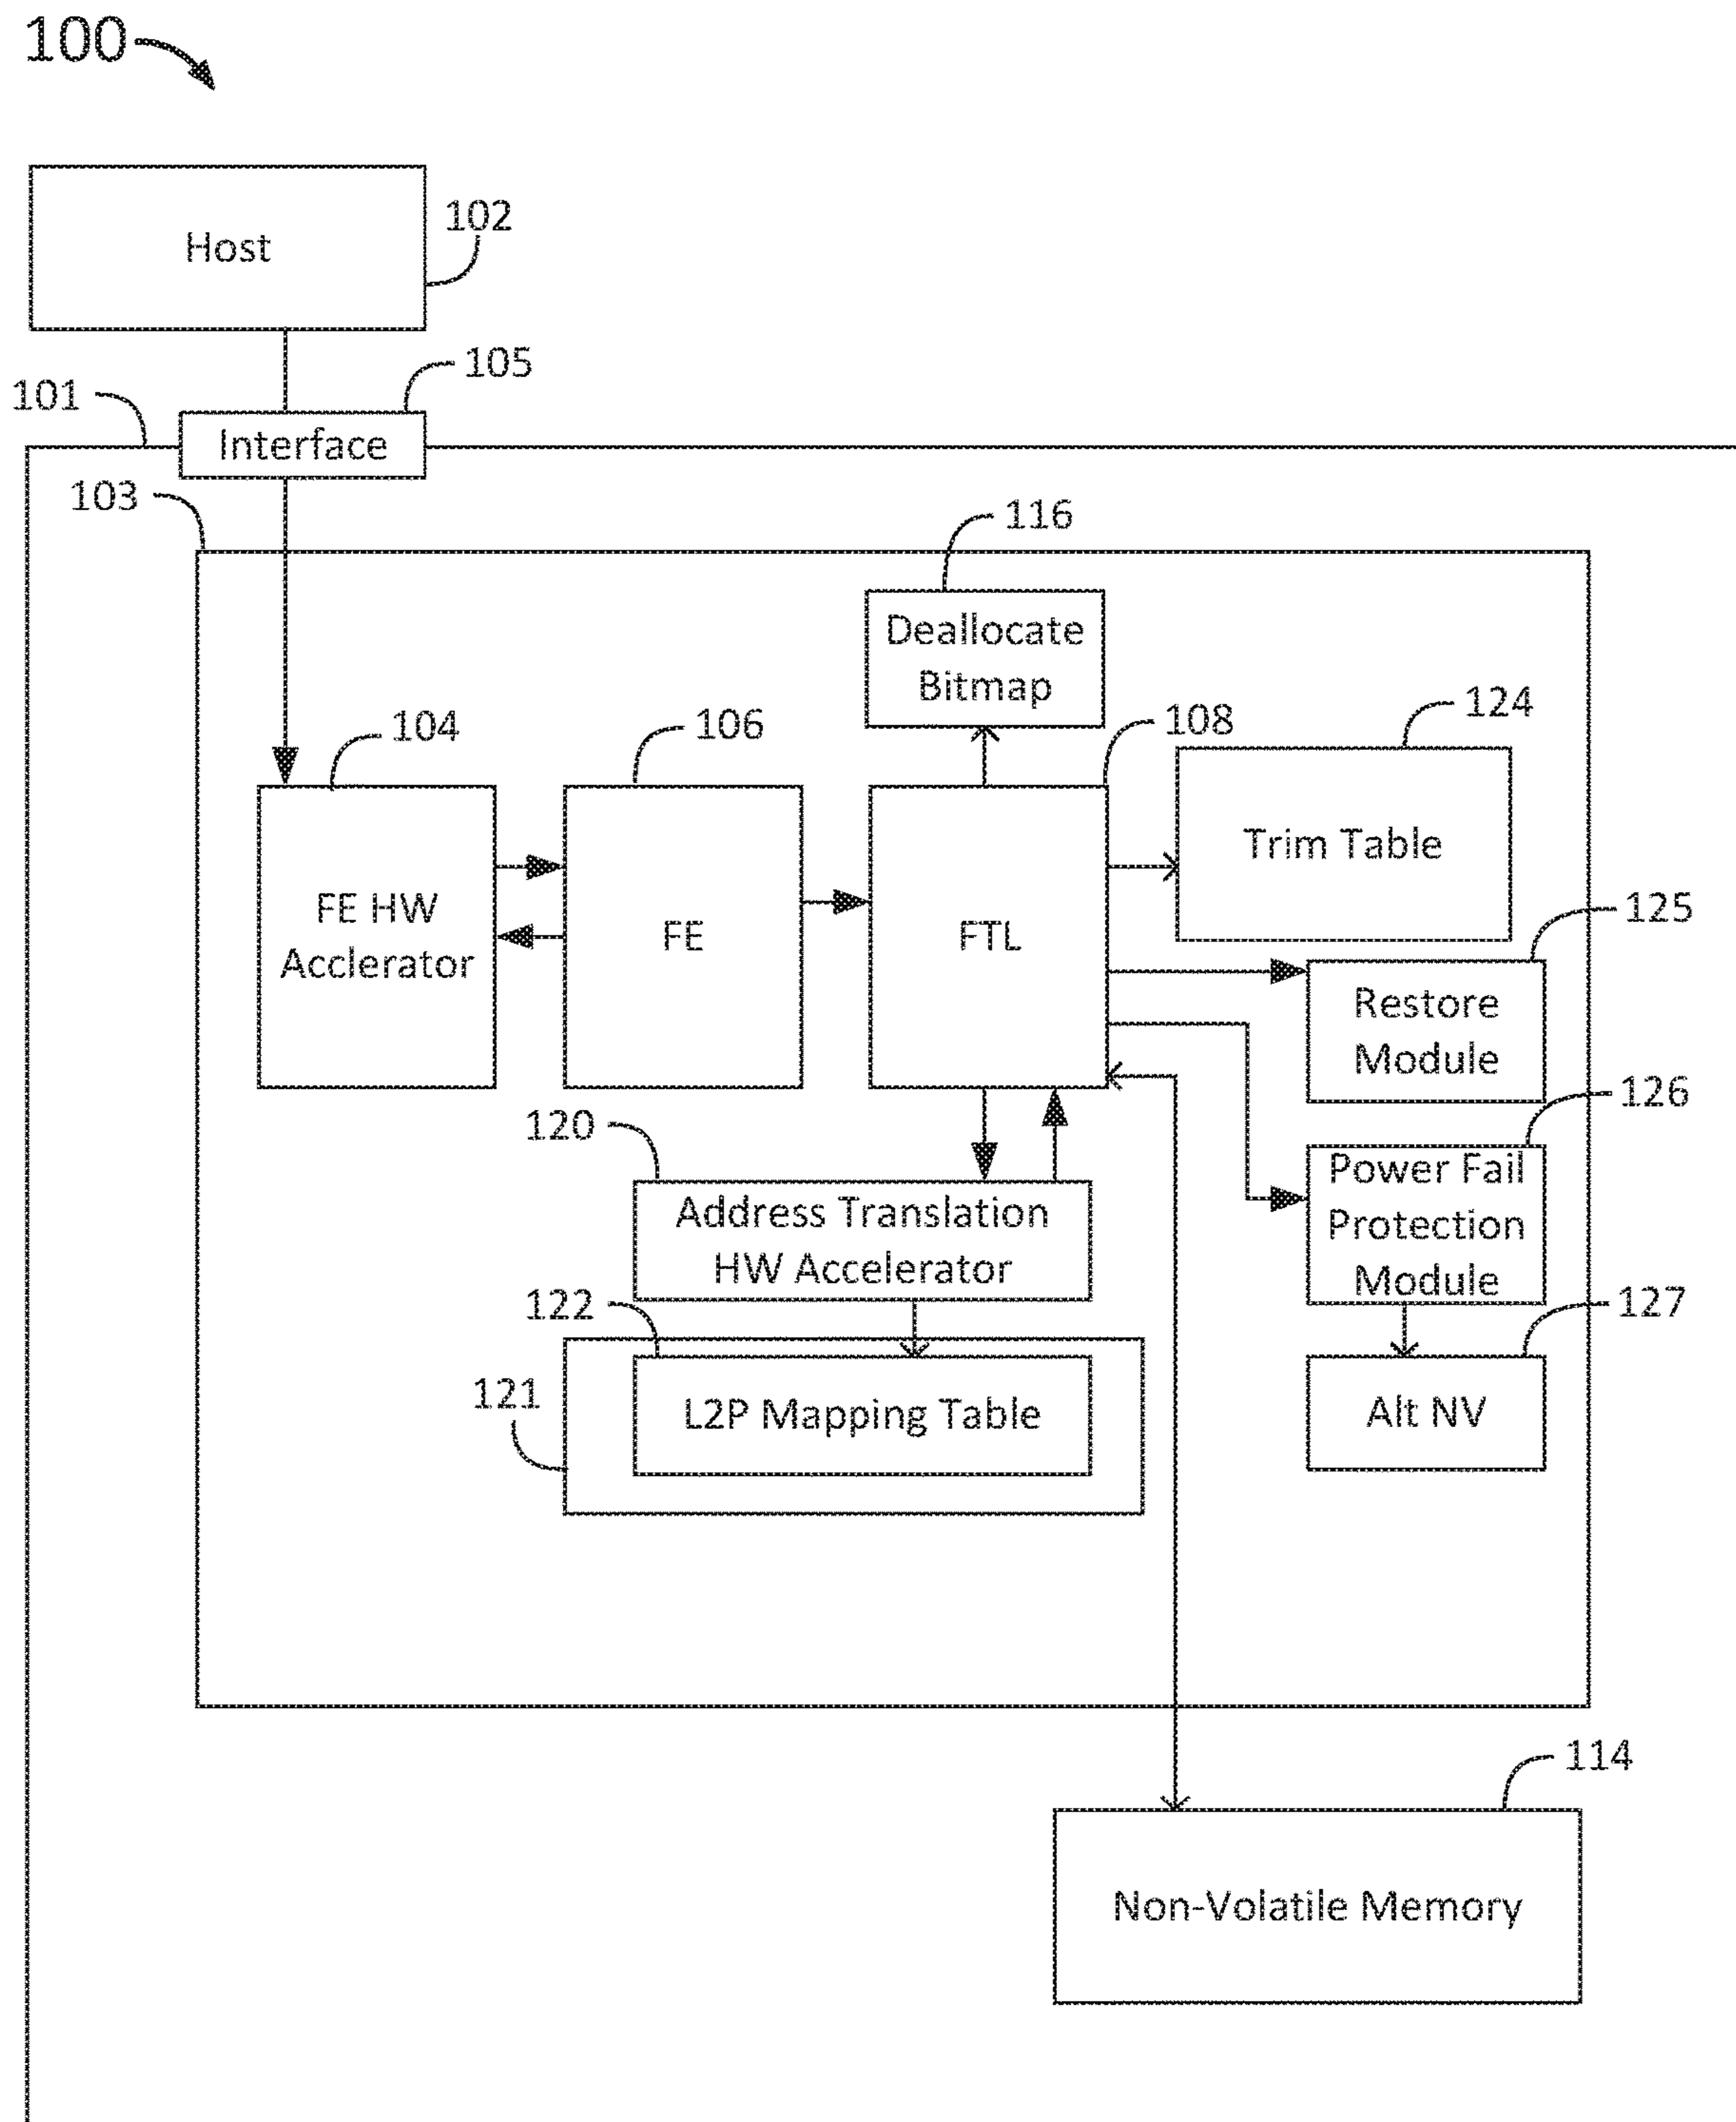 100
Host
102
105
101
Interface
103
116
Deallocate
Bitmap
104
106
108
124
Trim Table
FE HW
Acclerator
FE
FTL
125
Restore
Module
120
126
Address Translation
HW Accelerator
Power Fail
Protection
Module
122
127
121
L2P Mapping Table
Alt NV
114
Non-Volatile Memory